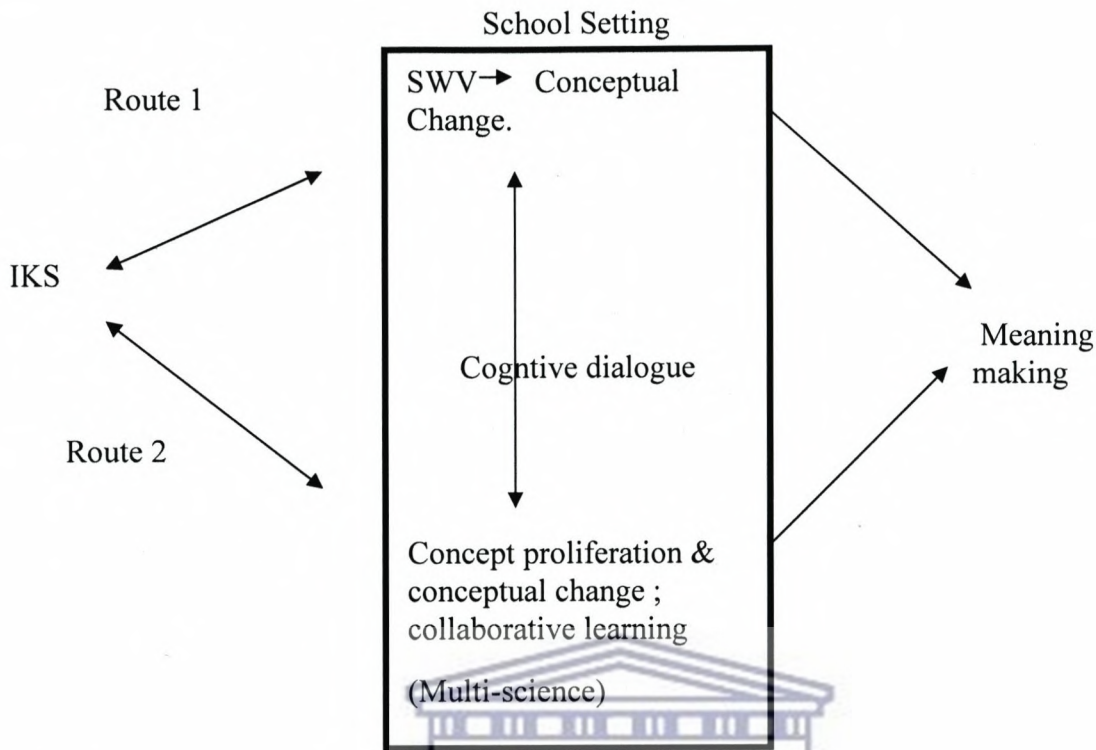 School Setting
SWV→ Conceptual
Change.
Route 1
IKS
Cogntive dialogue
Meaning
making
Route 2
Concept proliferation &
conceptual change ;
collaborative learning
(Multi-science)